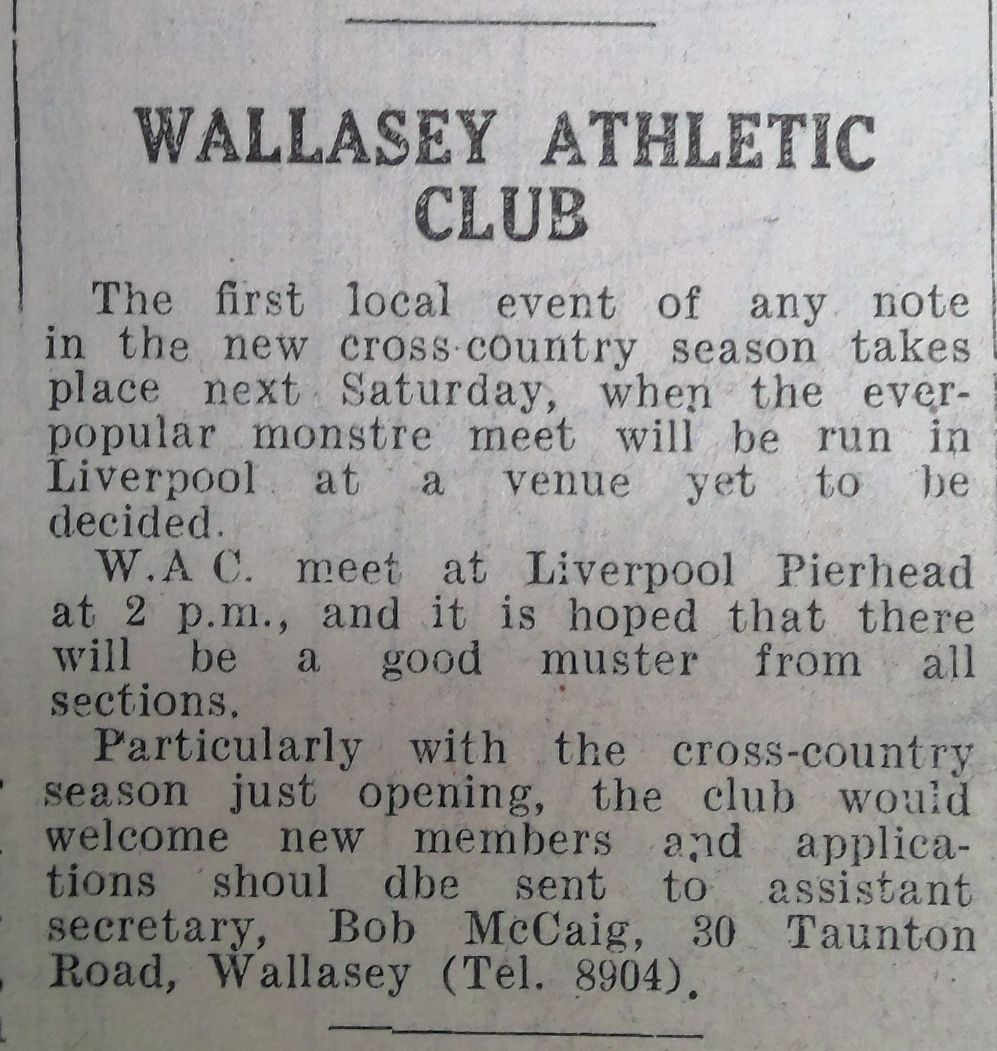 WALLASEY ATHLETIC
CLUB
The first local event of any note
in the new cross-country season takes
place next Saturday, when the ever-
popular monstre meet will be run in
Liverpool at a venue yet to be
decided.
W.A C. meet at Liverpool Pierhead
at 2 p.m., and it is hoped that there
will be a good muster from all
sections.
Particularly with the cross-country
season just opening, the club would
welcome new members and applica-
tions shoul dbe sent to assistant
secretary, Bob McCaig, 30 Taunton
Road, Wallasey (Tel. 8904).